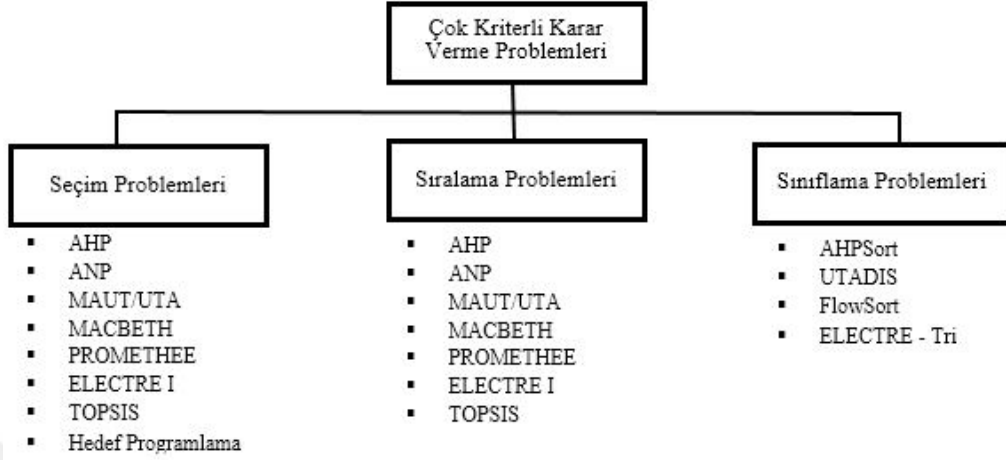 Çok Kriterli Karar
Verme Problemleri
Seçim Problemleri
AHP
ANP
MAUT/UTA
MACBETH
PROMETHEE
ELECTRE I
TOPSIS
Hedef Programlama
Sıralama Problemleri
AHP
ANP
MAUT/UTA
MACBETH
PROMETHEE
ELECTRE I
TOPSIS
Sınıflama Problemleri
AHPSort
UTADIS
FlowSort
ELECTRE - Tri